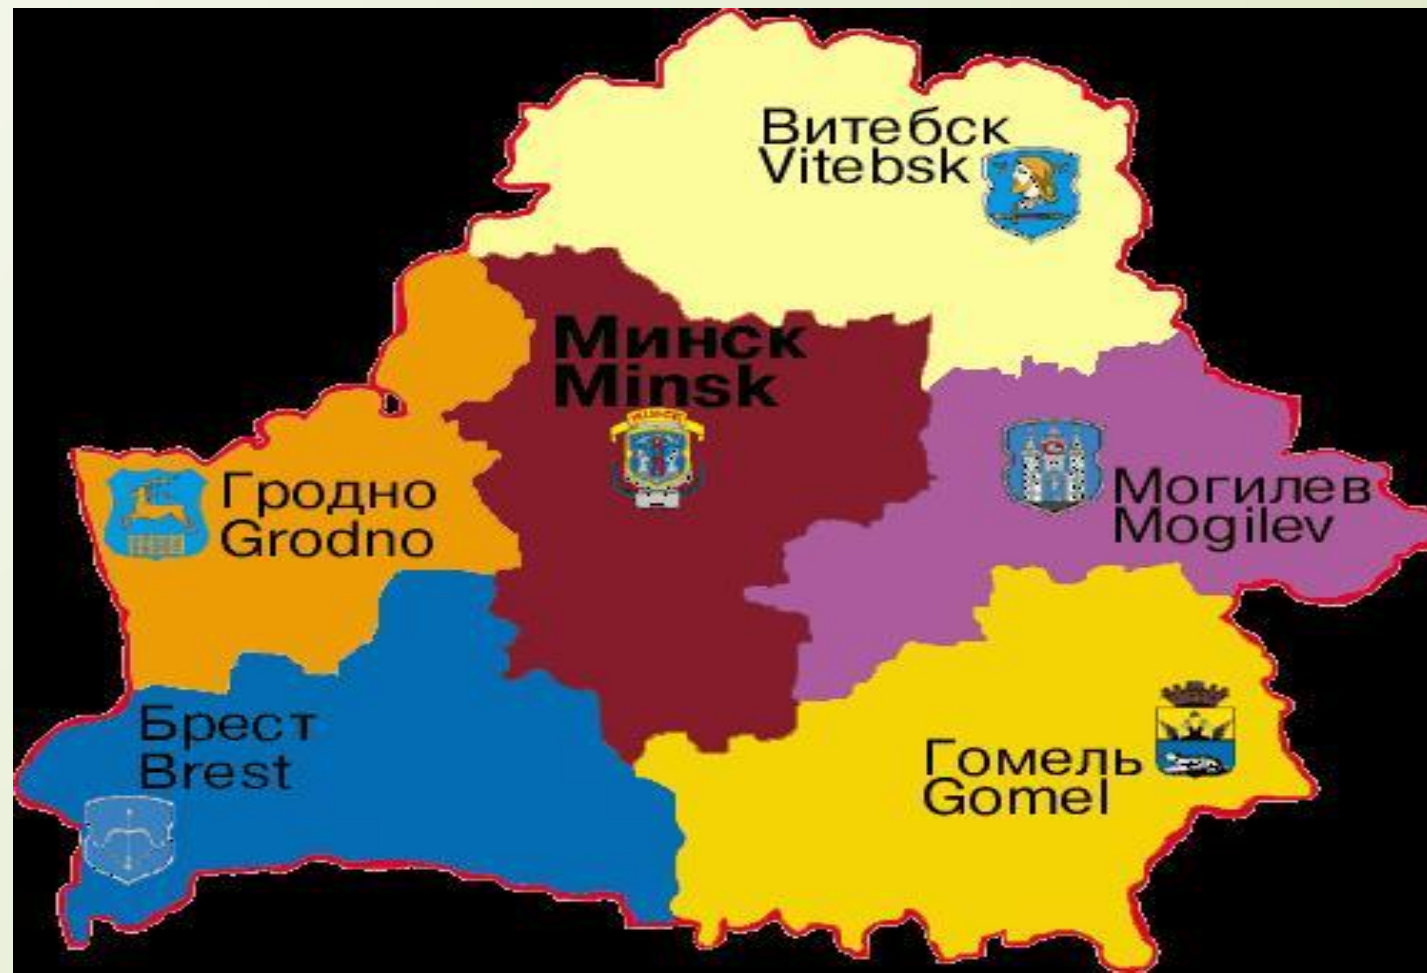 Витебск
Vitebsk
Минск
Minsk
Гродно
Grodno
Могилев
Mogilev
Брест
Brest
Гомель
Gomel